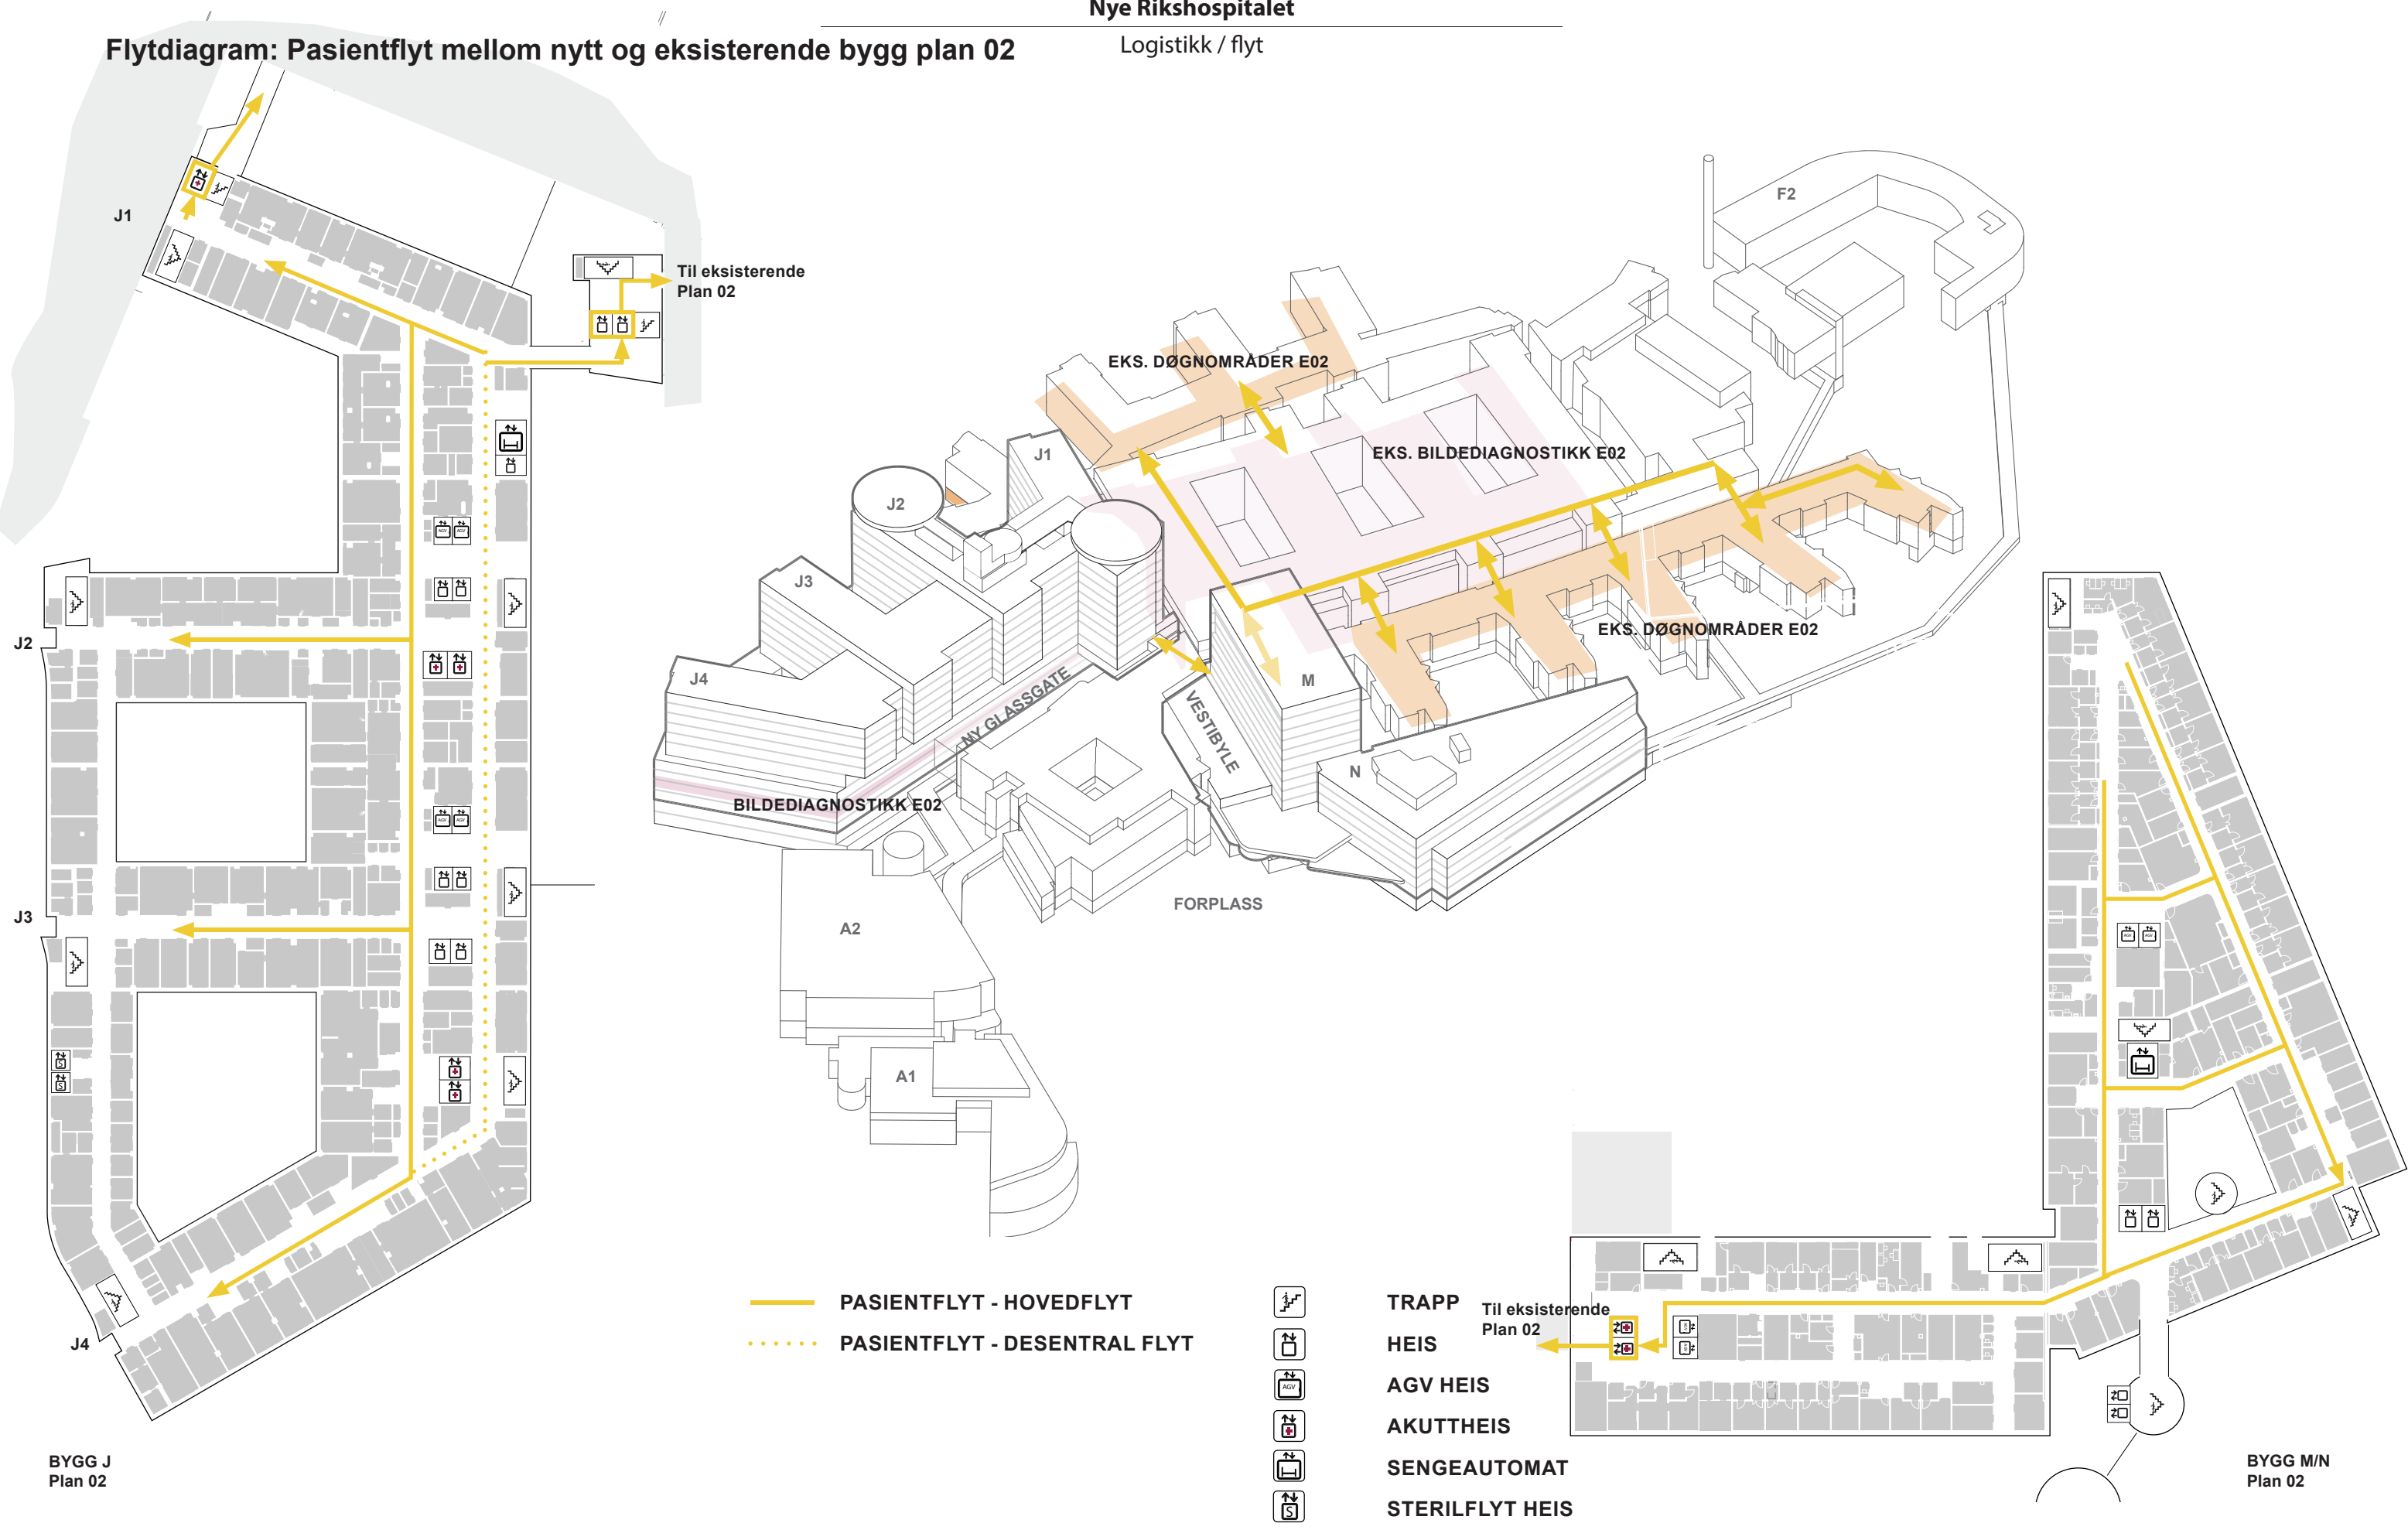 Nye Rikshospitalet
Logistikk / flyt
Flytdiagram: Pasientflyt mellom nytt og eksisterende bygg plan 02
J1
Til eksisterende
Plan 02
J2
J3
J4
BYGG J
Plan 02
F2
EKS. DØGNOMRÅDER E02
EKS. BILDEDIAGNOSTIKK E02
J1
J2
J3
J4
EKS. DØGNOMRÅDER E02
M
NY GLASSGATE
VESTIBYLE
N
BILDEDIAGNOSTIKK E02
FORPLASS
A2
A1
PASIENTFLYT - HOVEDFLYT
PASIENTFLYT - DESENTRAL FLYT
TRAPP
HEIS
AGV
AGV HEIS
AKUTTHEIS
SENGEAUTOMAT
S
STERILFLYT HEIS
Til eksisterende
Plan 02
BYGG M/N
Plan 02